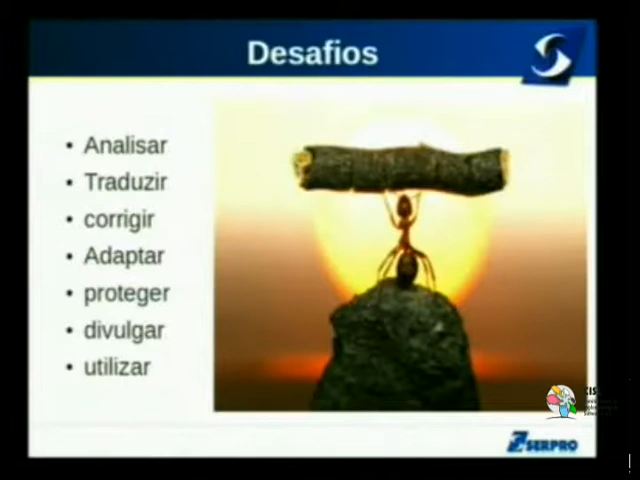 Desafios
• Analisar
• Traduzir
• corrigir
• Adaptar
• proteger
• divulgar
• utilizar
SERPRO